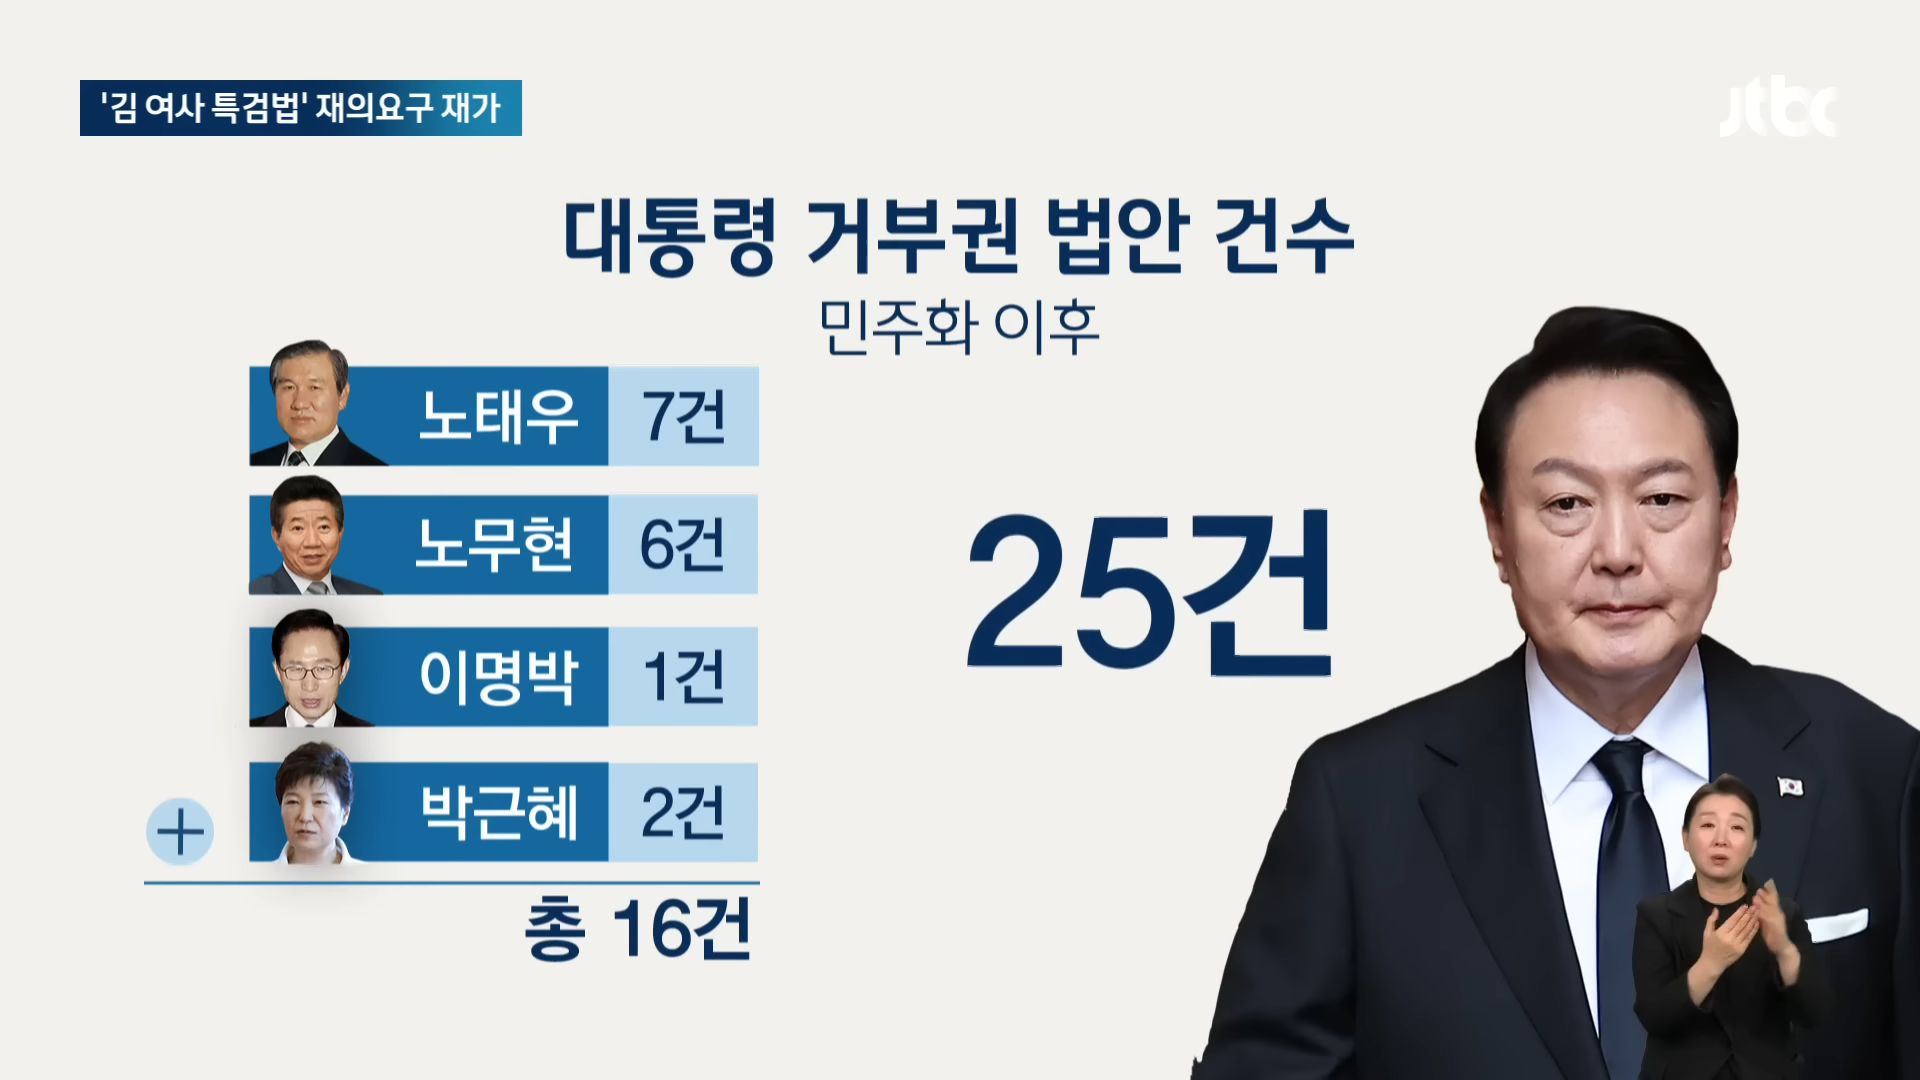 '김 여사 특검법' 재의요구 재가
jtbc
대통령 거부권 법안 건수
민주화 이후
노태우 7건
노무현 6건
이명박 1건
박근혜 2건
+
총 16건
25건